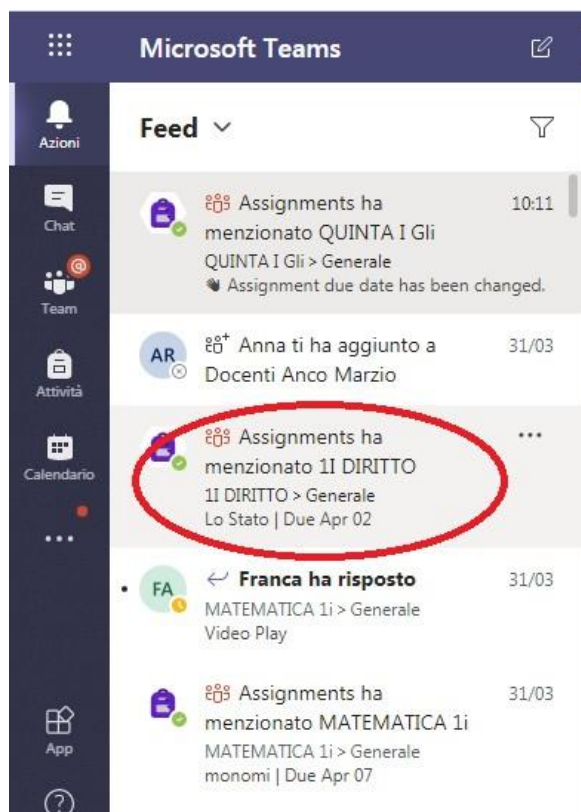 Microsoft Teams
Azioni
Chat
Team
Attività
Calendario
App
Feed
Assignments ha 10:11
menzionato QUINTA I Gli
QUINTA I Gli > Generale
👋 Assignment due date has been changed.
AR Anna ti ha aggiunto a 31/03
Docenti Anco Marzio
Assignments ha ...
menzionato 1I DIRITTO
1I DIRITTO > Generale
Lo Stato | Due Apr 02
FA Franca ha risposto 31/03
MATEMATICA 1i > Generale
Video Play
Assignments ha 31/03
menzionato MATEMATICA 1i
MATEMATICA 1i > Generale
monomi | Due Apr 07